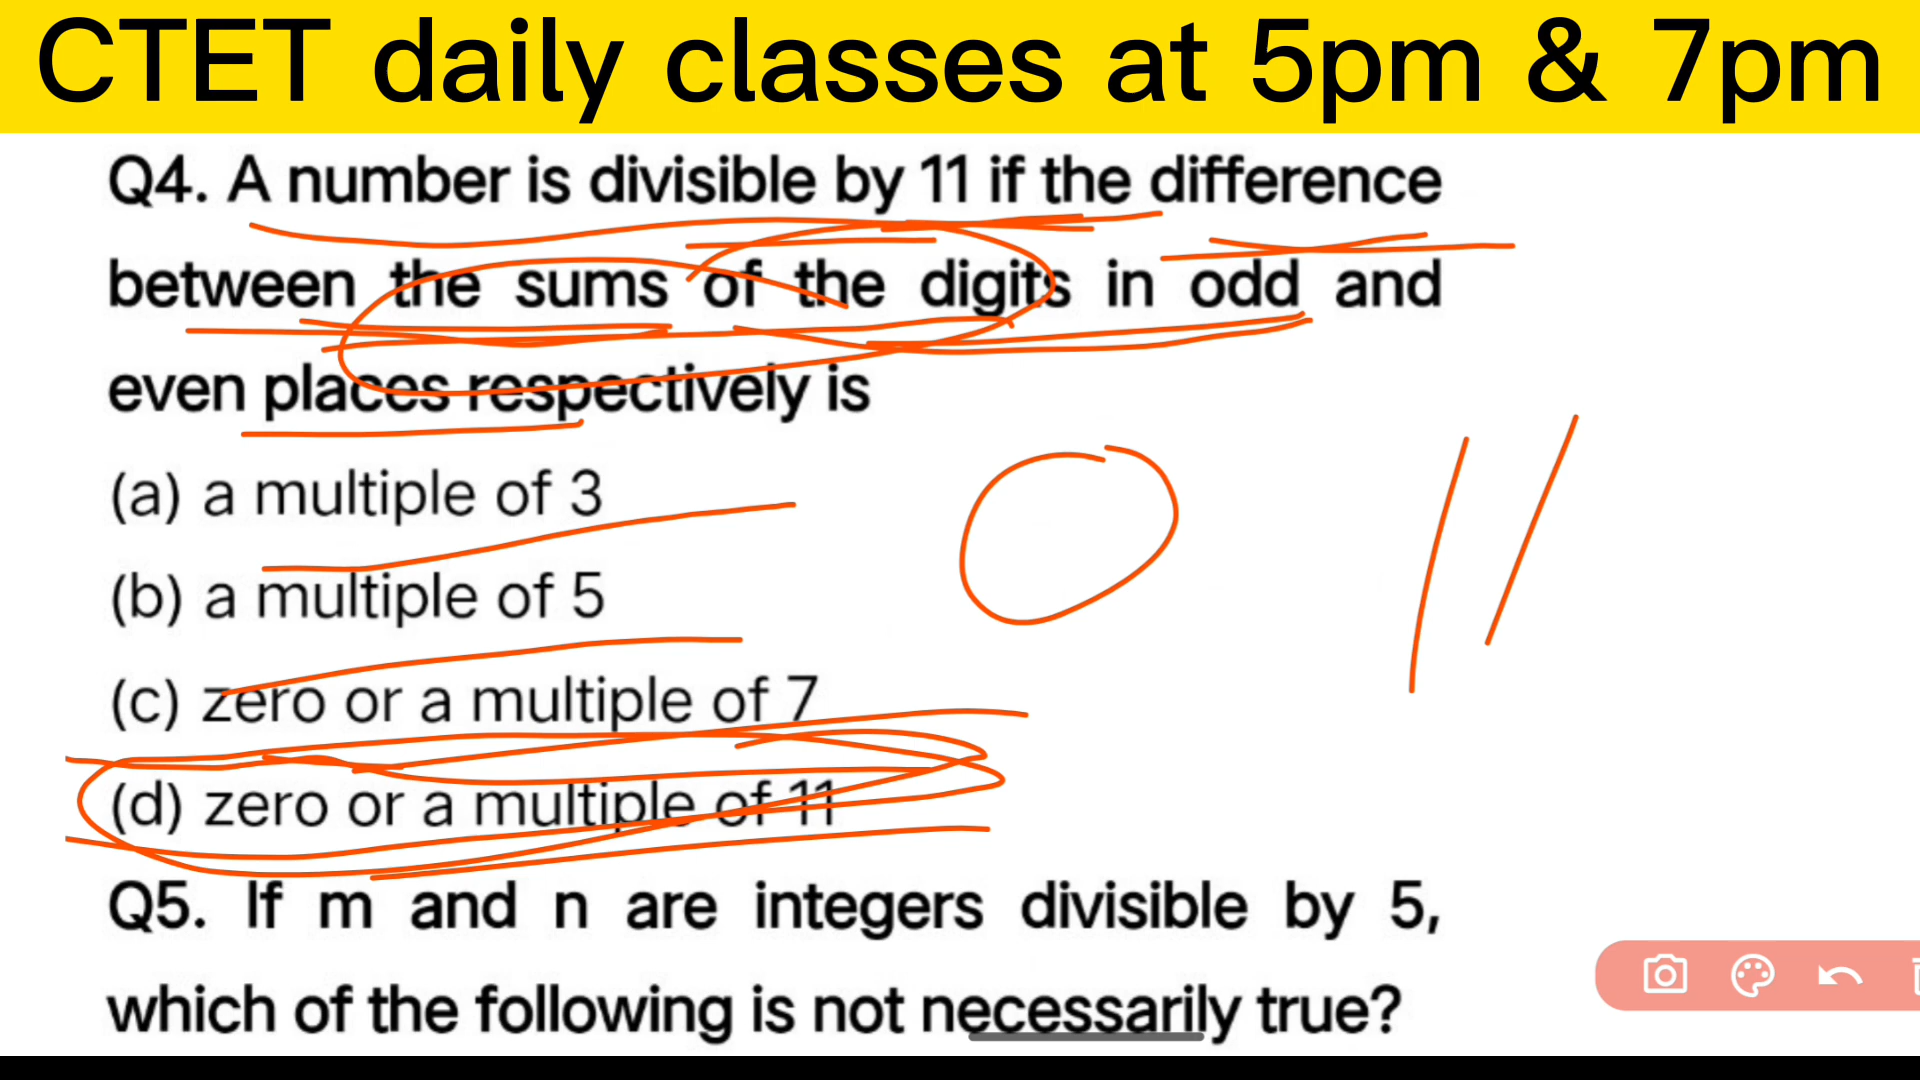 CTET daily classes at 5pm & 7pm
Q4. A number is divisible by 11 if the difference
between the sums of the digits in odd and
even places respectively is
(a) a multiple of 3
(b) a multiple of 5
(c) zero or a multiple of 7
(d) zero or a multiple of 11
0 11
Q5. If m and n are integers divisible by 5,
which of the following is not necessarily true?